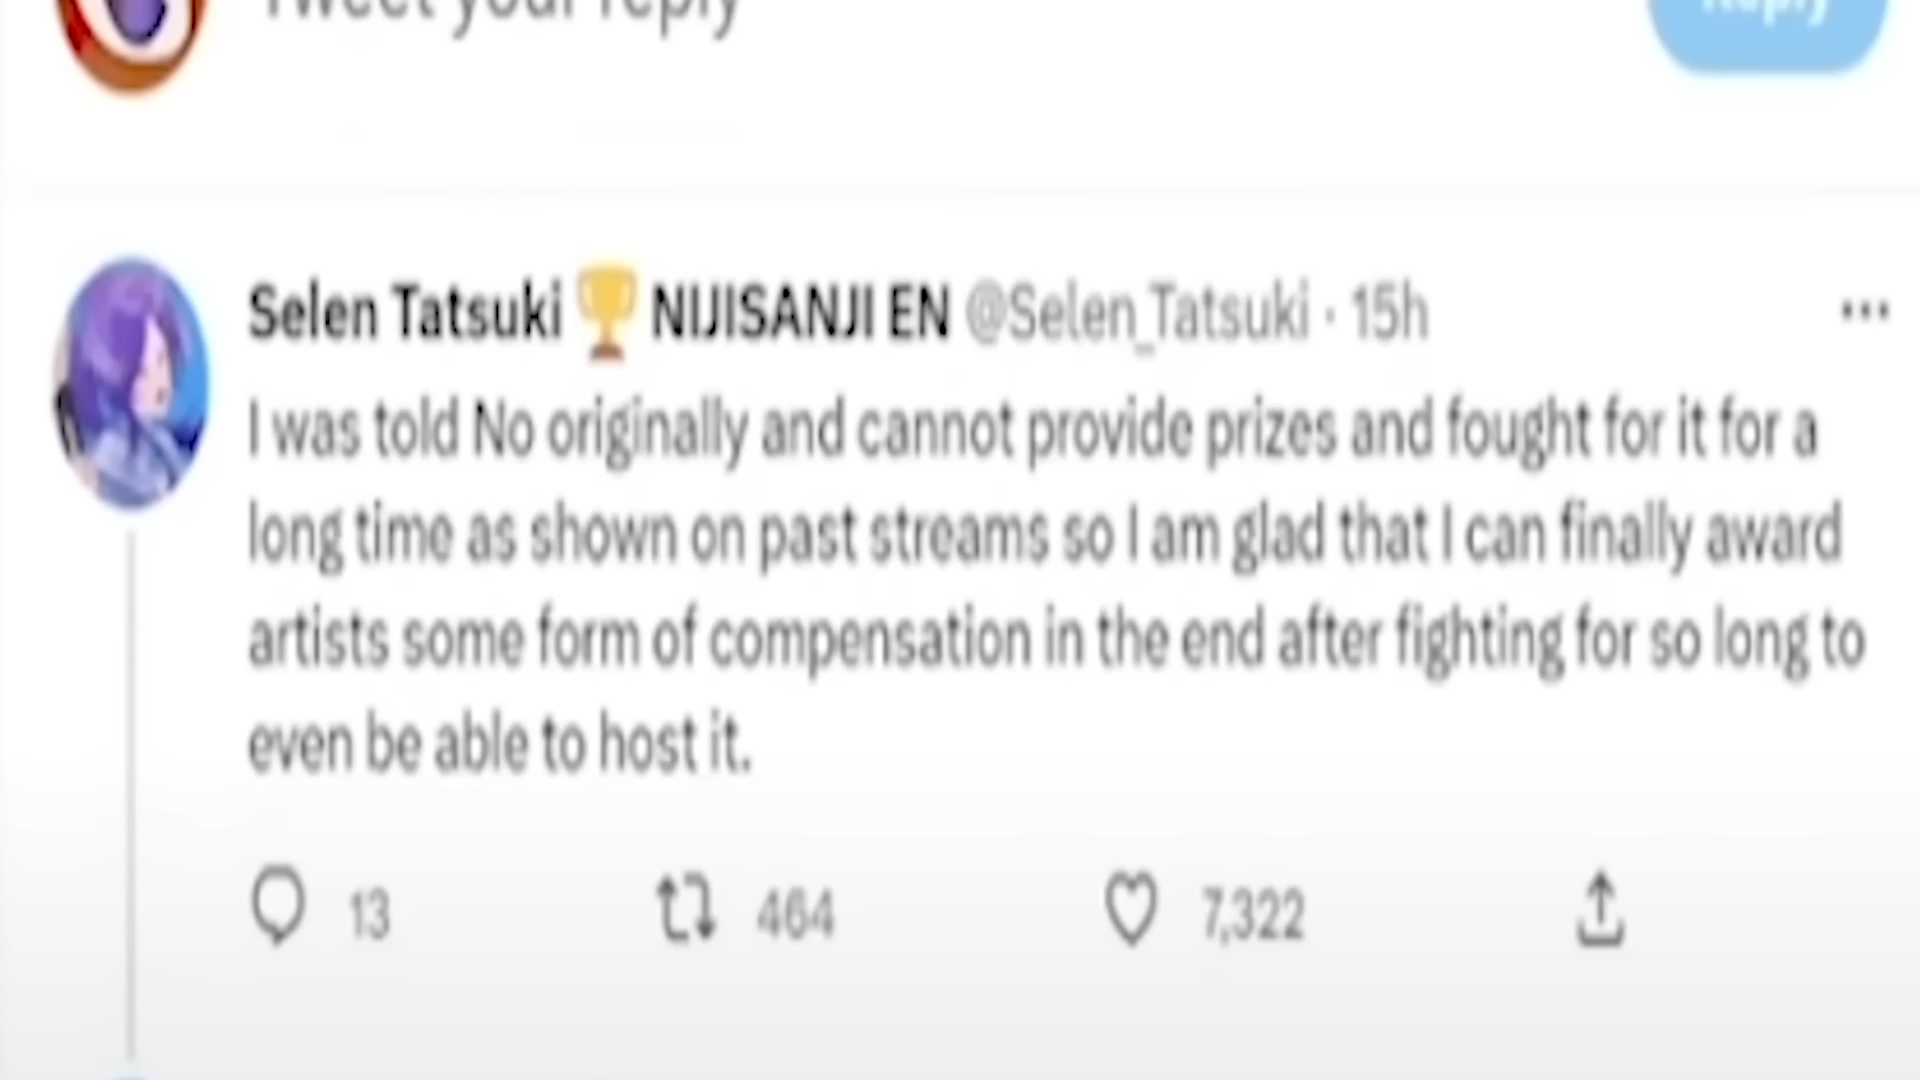 Tweet your reply
Reply
Selen Tatsuki🏆NIJISANJI EN @Selen_Tatsuki · 15h
I was told No originally and cannot provide prizes and fought for it for a
long time as shown on past streams so I am glad that I can finally award
artists some form of compensation in the end after fighting for so long to
even be able to host it.
13 464 7,322